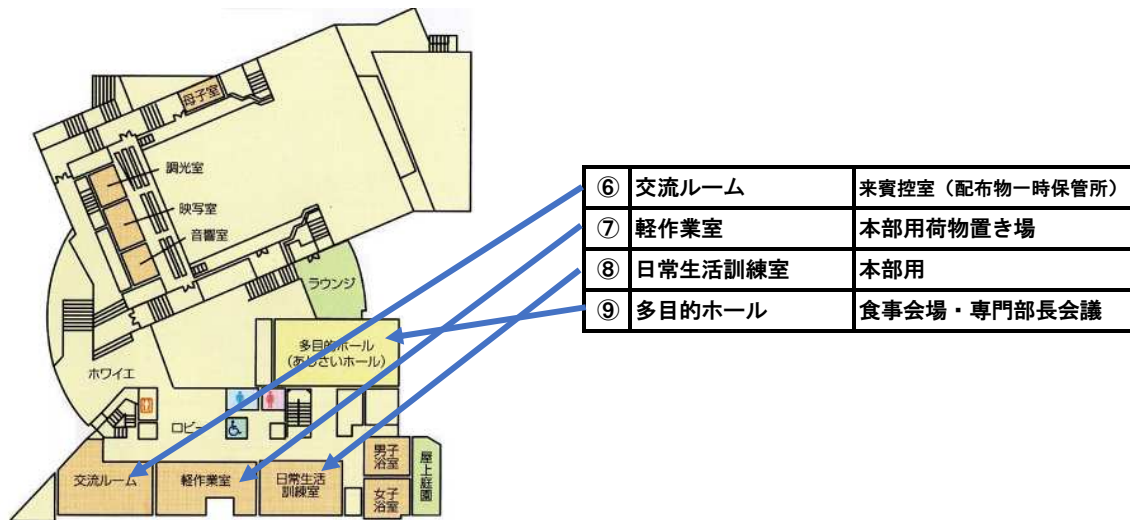 母子室
調光室
映写室
音響室
ラウンジ
多目的ホール
(あじさいホール)
ホワイエ
ロビー
交流ルーム
軽作業室
日常生活
訓練室
男子
浴室
女子
浴室
屋上庭園
⑥ 交流ルーム 来賓控室（配布物一時保管所）
⑦ 軽作業室 本部用荷物置き場
⑧ 日常生活訓練室 本部用
⑨ 多目的ホール 食事会場・専門部長会議